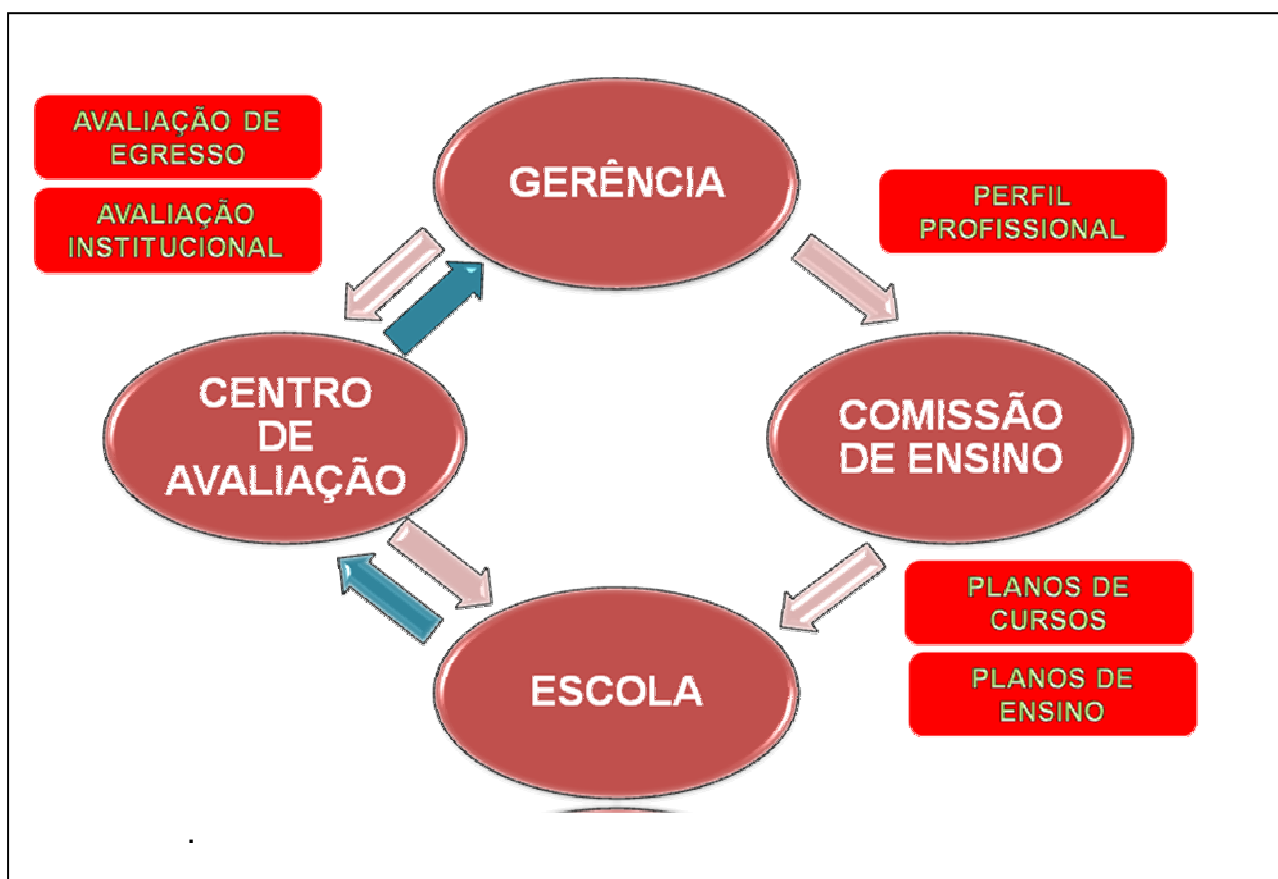 AVALIAÇÃO DE
EGRESSO
AVALIAÇÃO
INSTITUCIONAL
GERÊNCIA
PERFIL
PROFISSIONAL
CENTRO
DE
AVALIAÇÃO
COMISSÃO
DE ENSINO
PLANOS DE
CURSOS
PLANOS DE
ENSINO
ESCOLA
.